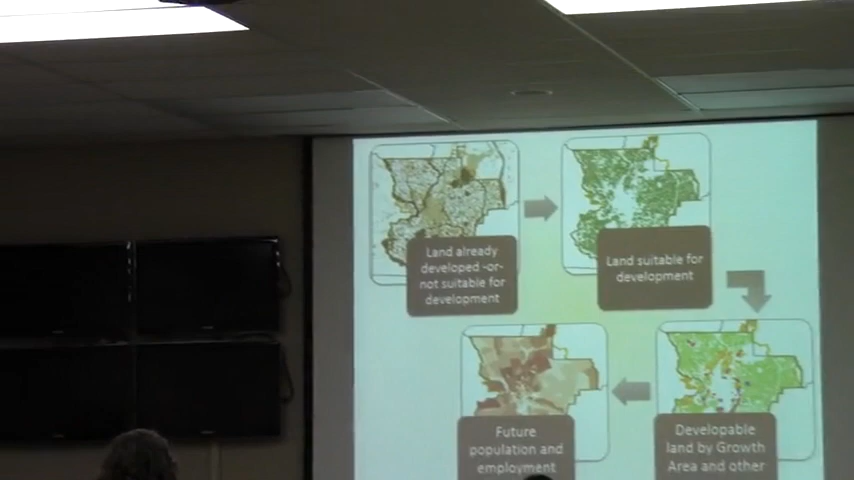 Land already
developed -or-
not suitable for
development
Land suitable for
development
Developable
land by Growth
Area and other
Future
population and
employment